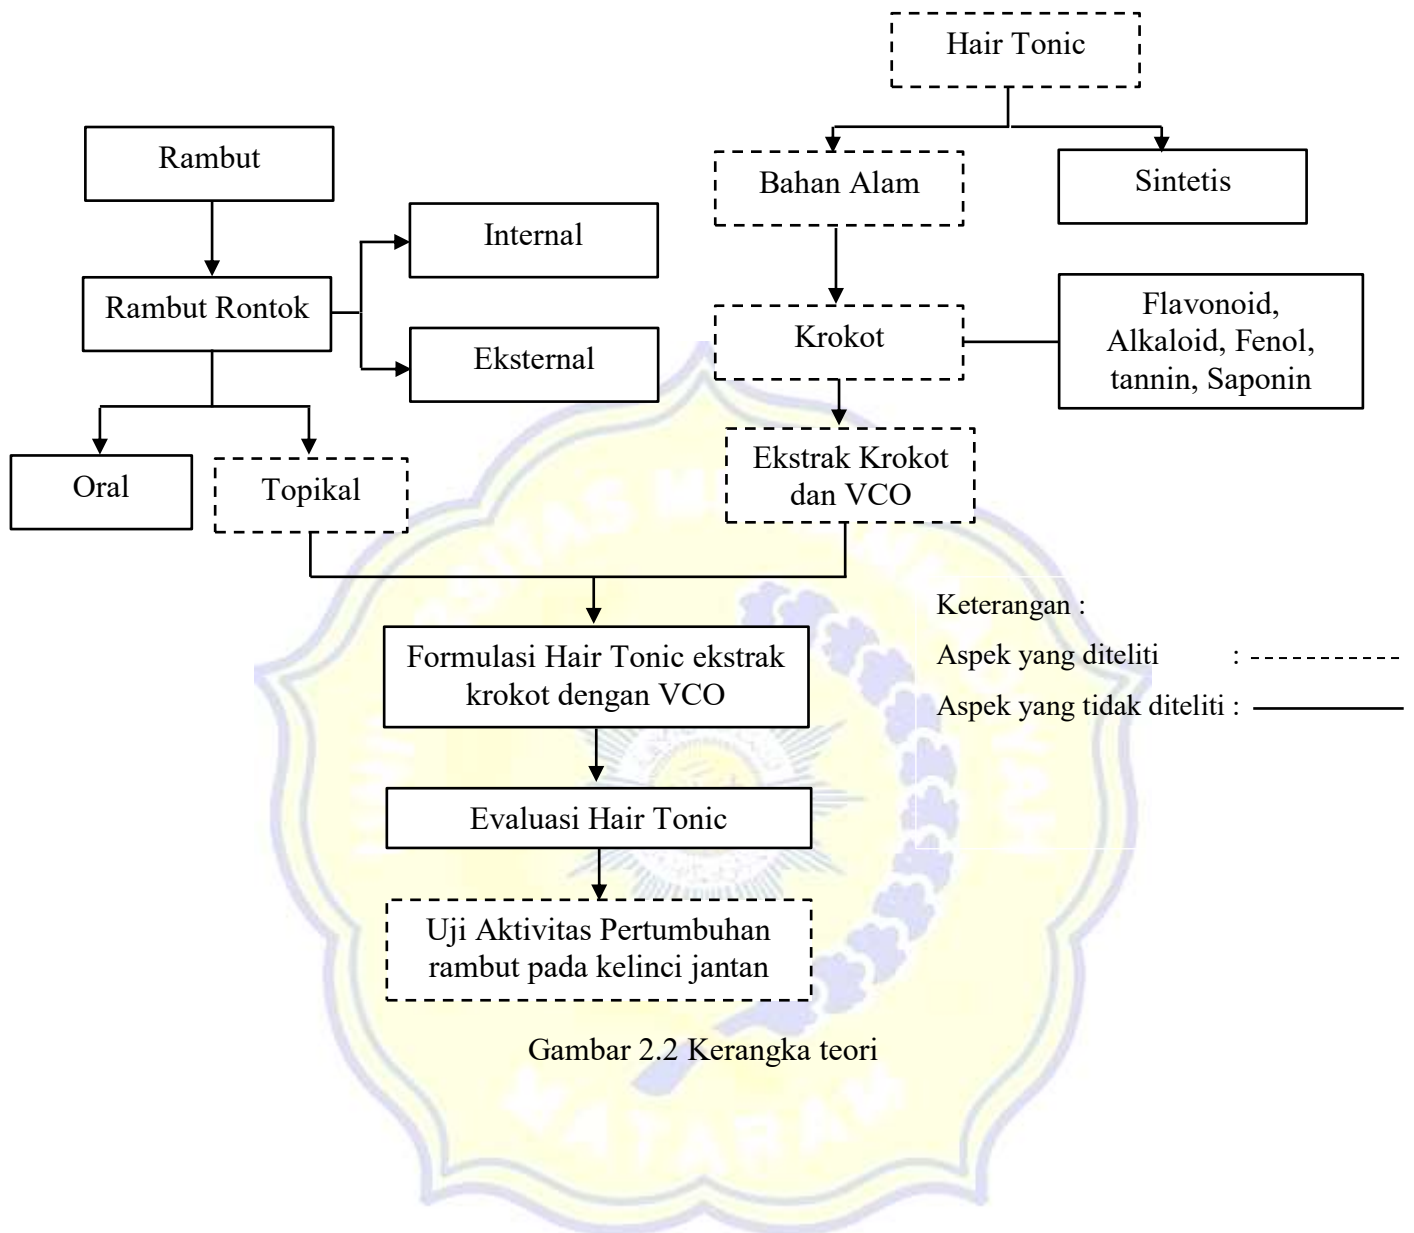 Hair Tonic
Rambut
Bahan Alam
Sintetis
Internal
Rambut Rontok
Eksternal
Krokot
Flavonoid,
Alkaloid, Fenol,
tannin, Saponin
Oral
Topikal
Ekstrak Krokot
dan VCO
Formulasi Hair Tonic ekstrak
krokot dengan VCO
Keterangan :
Aspek yang diteliti :
Aspek yang tidak diteliti :
Evaluasi Hair Tonic
Uji Aktivitas Pertumbuhan
rambut pada kelinci jantan
Gambar 2.2 Kerangka teori
MATARAM